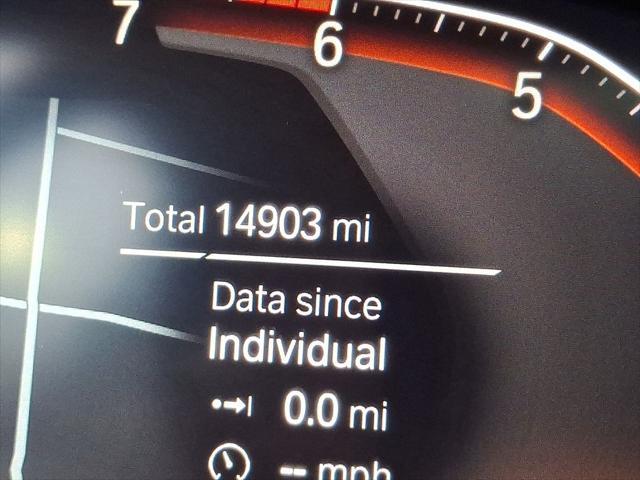 7
6
5
Total 14903 mi
Data since
Individual
0.0 mi
-- mph